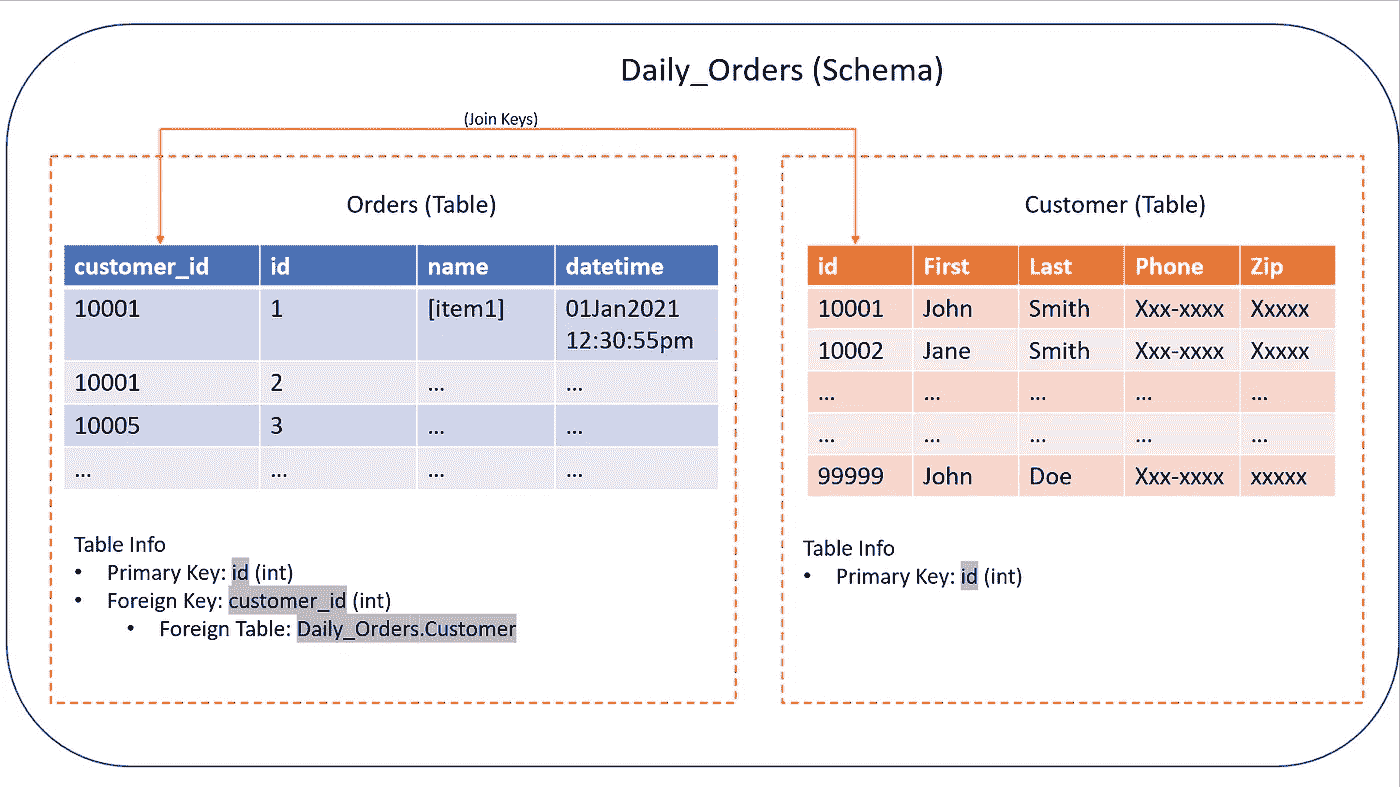 Daily_Orders (Schema)
(Join Keys)
Orders (Table)
customer_id id name datetime
10001 1 [item1] 01Jan2021
12:30:55pm
10001 2 ... ...
10005 3 ... ...
... ... ... ...
Table Info
• Primary Key: id (int)
• Foreign Key: customer_id (int)
• Foreign Table: Daily_Orders.Customer
Customer (Table)
id First Last Phone Zip
10001 John Smith Xxx-xxxx Xxxxx
10002 Jane Smith Xxx-xxxx Xxxxx
... ... ... ... ...
... ... ... ... ...
99999 John Doe Xxx-xxxx xxxxx
Table Info
• Primary Key: id (int)